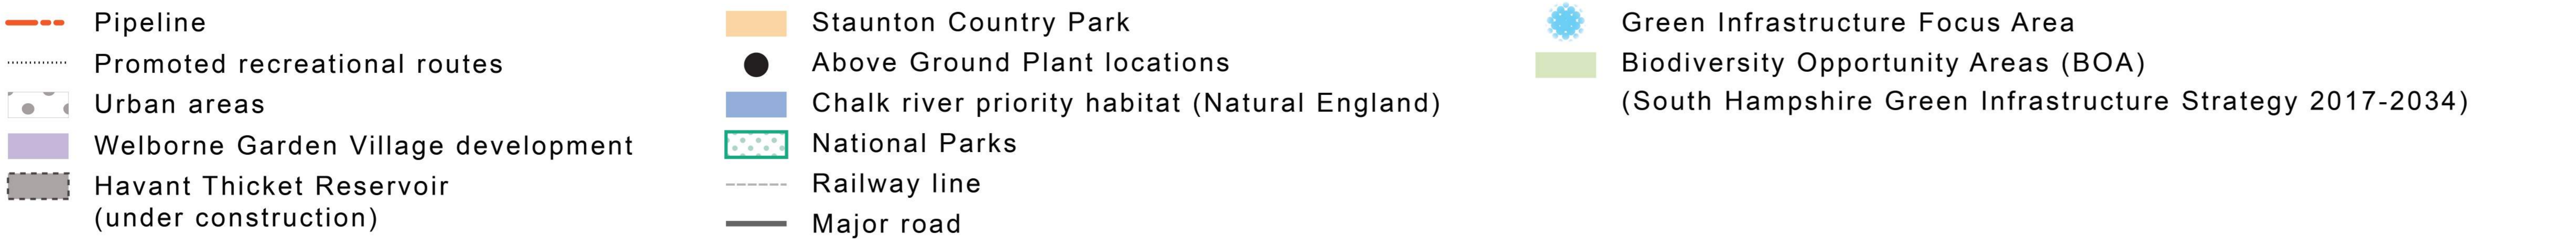 Pipeline
Promoted recreational routes
Urban areas
Welborne Garden Village development
Havant Thicket Reservoir
(under construction)
Staunton Country Park
Above Ground Plant locations
Chalk river priority habitat (Natural England)
National Parks
Railway line
Major road
Green Infrastructure Focus Area
Biodiversity Opportunity Areas (BOA)
(South Hampshire Green Infrastructure Strategy 2017-2034)